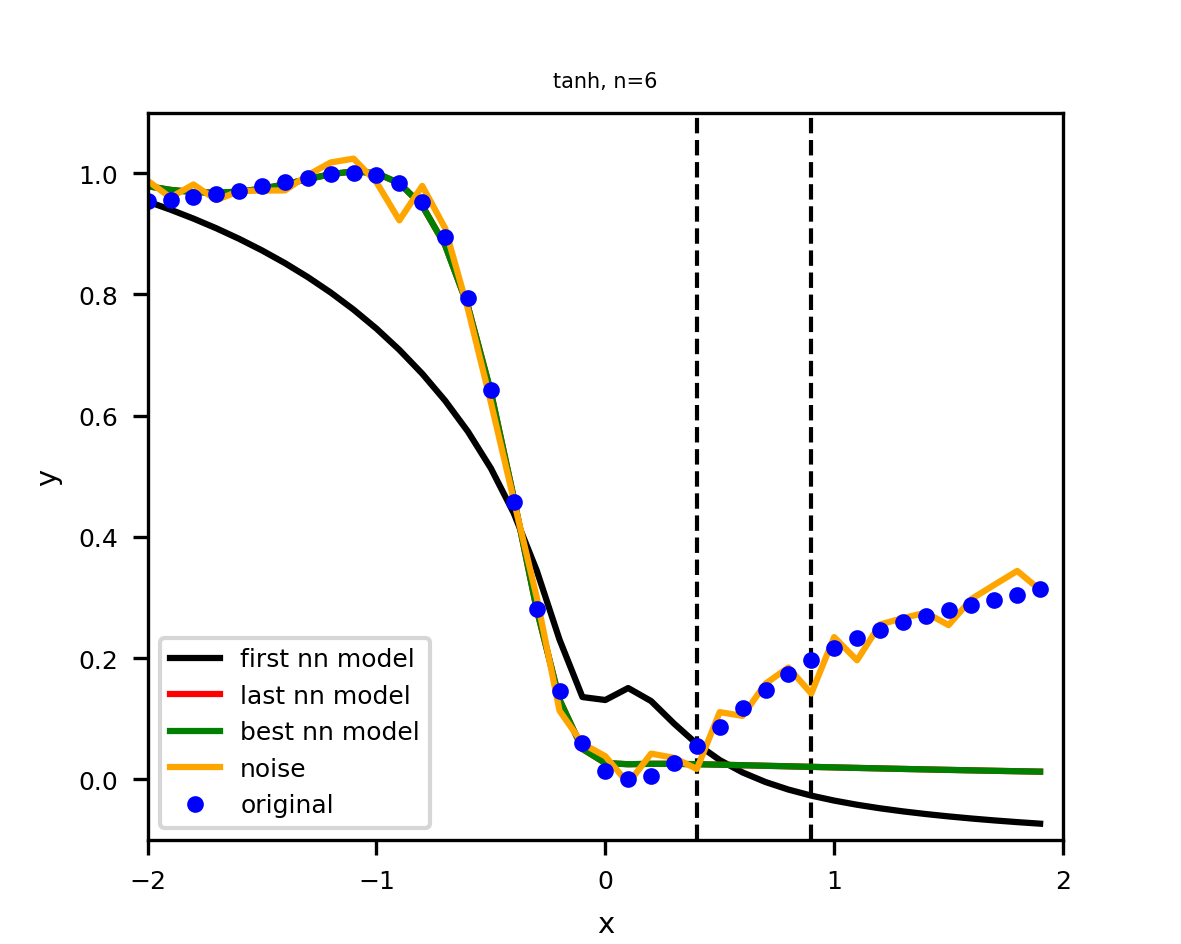 tanh, n=6
1.0
0.8
0.6
0.4
0.2
0.0
y
first nn model
last nn model
best nn model
noise
original
−2
−1
0
1
2
x